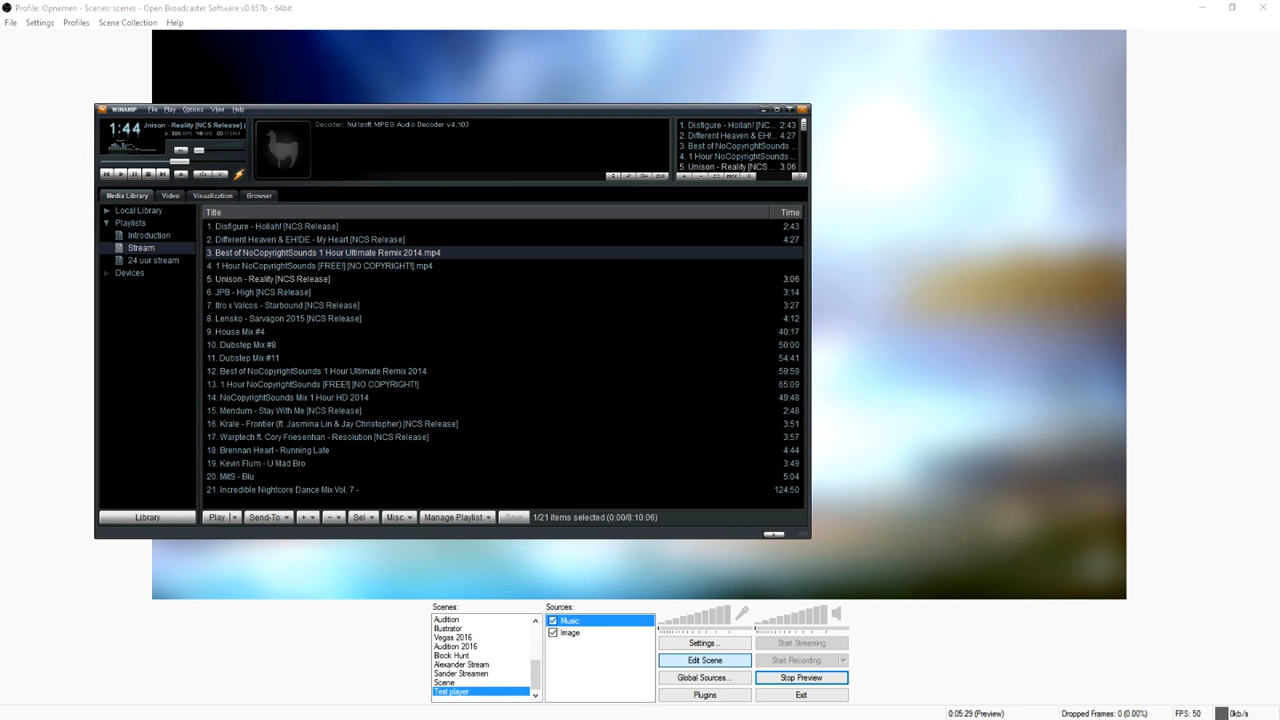 Profile: Opnemen - Scenes: scenes - Open Broadcaster Software v0.657b - 64bit
File Settings Profiles Scene Collection Help
WINAMP File Play Options View Help
1:44 Jnison - Reality [NCS Release] |
320 KBPS 48 KHZ STEREO
Decoder: Nullsoft MPEG Audio Decoder v4.103
1. Disfigure - Hollah! [NC... 2:43
2. Different Heaven & EH!... 4:27
3. Best of NoCopyrightSounds ...
4. 1 Hour NoCopyrightSounds ...
5. Unison - Reality [NCS ... 3:06
MISC
Media Library Video Visualization Browser
Local Library
Playlists
Introduction
Stream
24 uur stream
Devices
Title Time
1. Disfigure - Hollah! [NCS Release] 2:43
2. Different Heaven & EH!DE - My Heart [NCS Release] 4:27
3. Best of NoCopyrightSounds 1 Hour Ultimate Remix 2014.mp4
4. 1 Hour NoCopyrightSounds [FREE!] [NO COPYRIGHT!].mp4
5. Unison - Reality [NCS Release] 3:06
6. JPB - High [NCS Release] 3:14
7. Itro x Valcos - Starbound [NCS Release] 3:27
8. Lensko - Sarvagon 2015 [NCS Release] 4:12
9. House Mix #4 40:17
10. Dubstep Mix #8 50:00
11. Dubstep Mix #11 54:41
12. Best of NoCopyrightSounds 1 Hour Ultimate Remix 2014 59:59
13. 1 Hour NoCopyrightSounds [FREE!] [NO COPYRIGHT!] 65:09
14. NoCopyrightSounds Mix 1 Hour HD 2014 49:48
15. Mendum - Stay With Me [NCS Release] 2:48
16. Krale - Frontier (ft. Jasmina Lin & Jay Christopher) [NCS Release] 3:51
17. Warptech ft. Cory Friesenhan - Resolution [NCS Release] 3:57
18. Brennan Heart - Running Late 4:44
19. Kevin Flum - U Mad Bro 3:49
20. MitS - Blu 5:04
21. Incredible Nightcore Dance Mix Vol. 7 - 124:50
Library Play Send-To + - Sel Misc Manage Playlist Save 1/21 items selected (0:00/8:10:06)
Scenes:
Audition
Illustrator
Vegas 2016
Audition 2016
Block Hunt
Alexander Stream
Sander Streamen
Scene
Test player
Sources:
Music
Image
Settings... Start Streaming
Edit Scene Start Recording
Global Sources... Stop Preview
Plugins Exit
0:05:29 (Preview) Dropped Frames: 0 (0.00%) FPS: 50 0kb/s